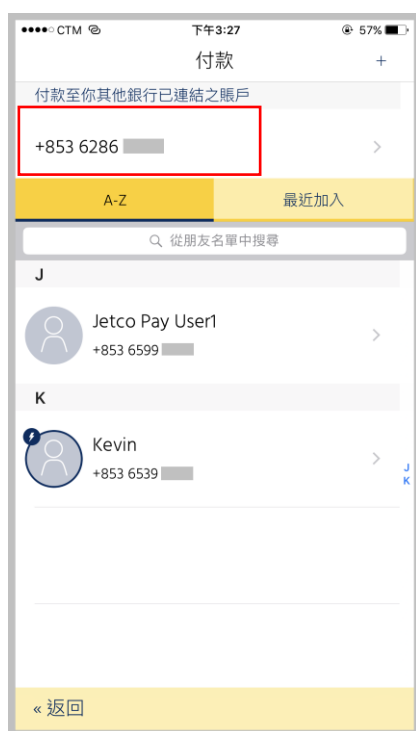 CTM 下午3:27 57%
付款 +
付款至你其他銀行已連結之賬戶
+853 6286
A-Z 最近加入
從朋友名單中搜尋
J
Jetco Pay User1
+853 6599
K
Kevin
+853 6539
J
K
« 返回